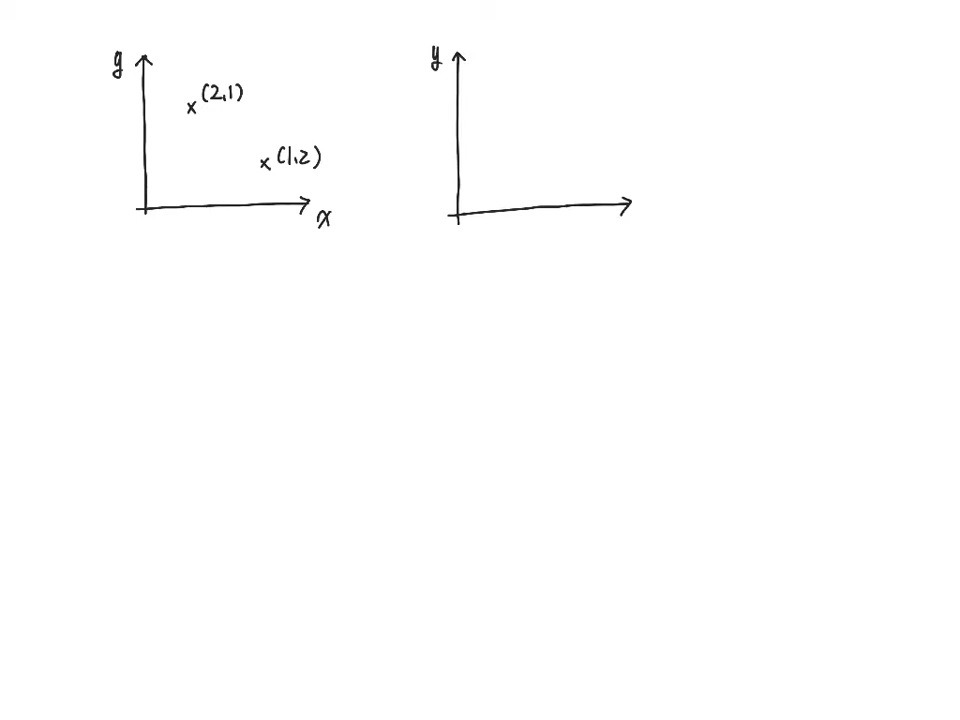 y
y
(2,1)
(1,2)
x